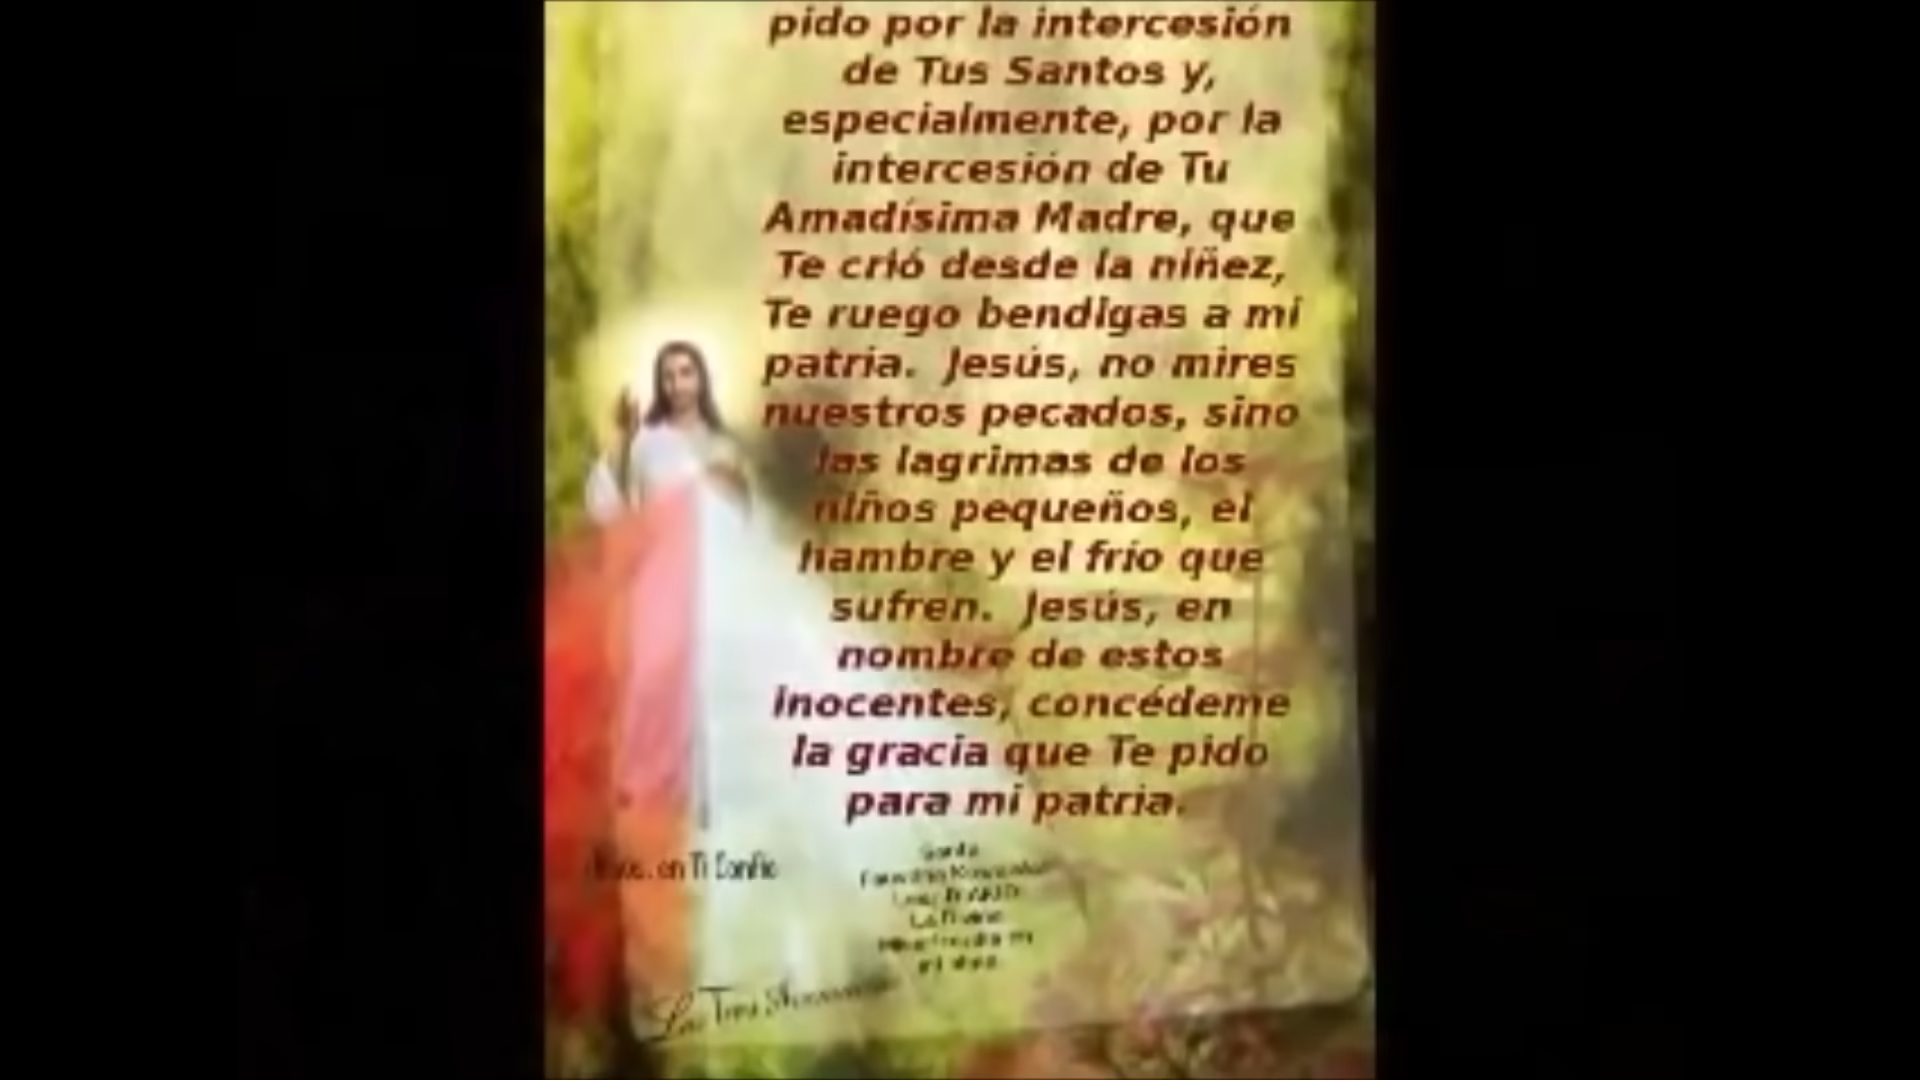 pido por la intercesión
de Tus Santos y,
especialmente, por la
intercesión de Tu
Amadísima Madre, que
Te crió desde la niñez,
Te ruego bendigas a mi
patria. Jesús, no mires
nuestros pecados, sino
las lagrimas de los
niños pequeños, el
hambre y el frio que
sufren. Jesús, en
nombre de estos
inocentes, concédeme
la gracia que Te pido
para mi patria.
en Ti Confío
Santa
La Divina